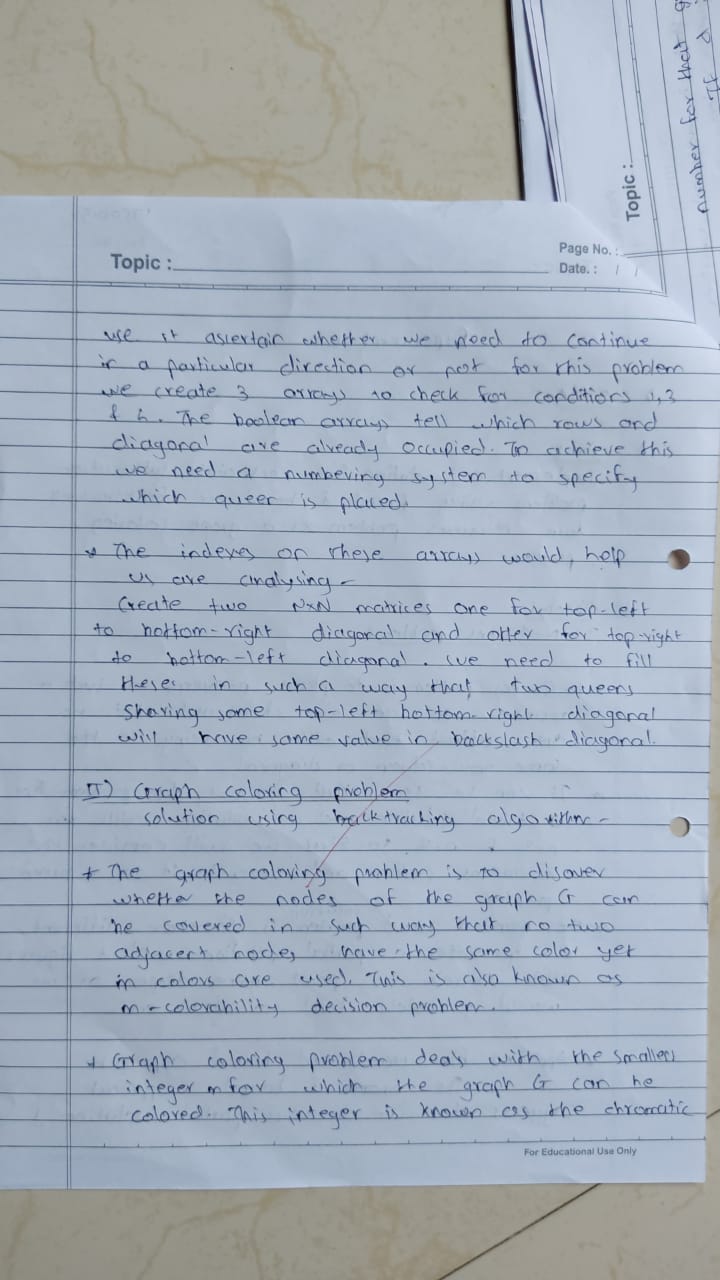 number for that
If d
Topic :
Topic :
Page No. :
Date. : / /
use it ascertain whether we need to continue
in a particular direction or not for this problem
we create 3 arrays to check for conditions 1,3
& 4. The boolean arrays tell which rows and
diagonal are already occupied. To achieve this
we need a numbering system to specify
which queen is placed.
* The indexes on these arrays would help
us are analysing -
Create two NxN matrices one for top-left
to bottom-right diagonal and other for top-right
to bottom-left diagonal. we need to fill
these in such a way that two queens
sharing same top-left bottom-right diagonal
will have same value in backslash diagonal.
II) Graph coloring problem
solution using backtracking algorithm -
* The graph coloring problem is to disover
whether the nodes of the graph G can
be covered in such way that no two
adjacent nodes have the same color yet
m colors are used. This is also known as
m-colorability decision problem.
* Graph coloring problem deals with the smallest
integer m for which the graph G can be
colored. This integer is known as the chromatic
For Educational Use Only